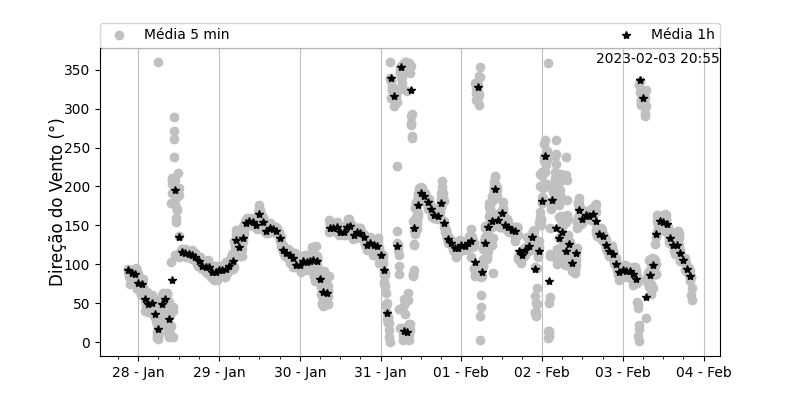 Média 5 min
Média 1h
2023-02-03 20:55
Direção do Vento (°)
350
300
250
200
150
100
50
0
28 - Jan
29 - Jan
30 - Jan
31 - Jan
01 - Feb
02 - Feb
03 - Feb
04 - Feb